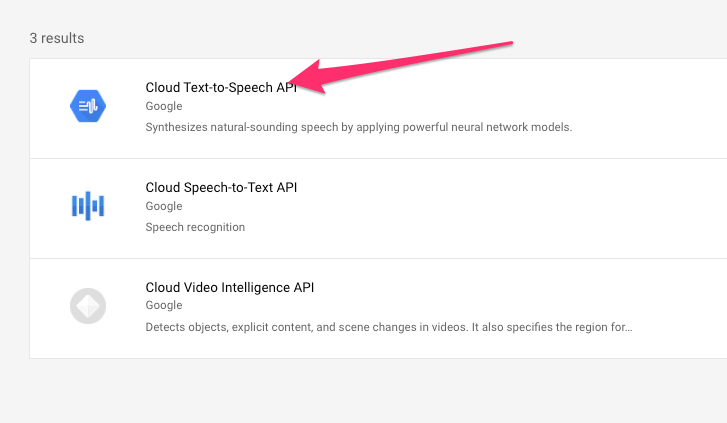 3 results
Cloud Text-to-Speech API
Google
Synthesizes natural-sounding speech by applying powerful neural network models.
Cloud Speech-to-Text API
Google
Speech recognition
Cloud Video Intelligence API
Google
Detects objects, explicit content, and scene changes in videos. It also specifies the region for...